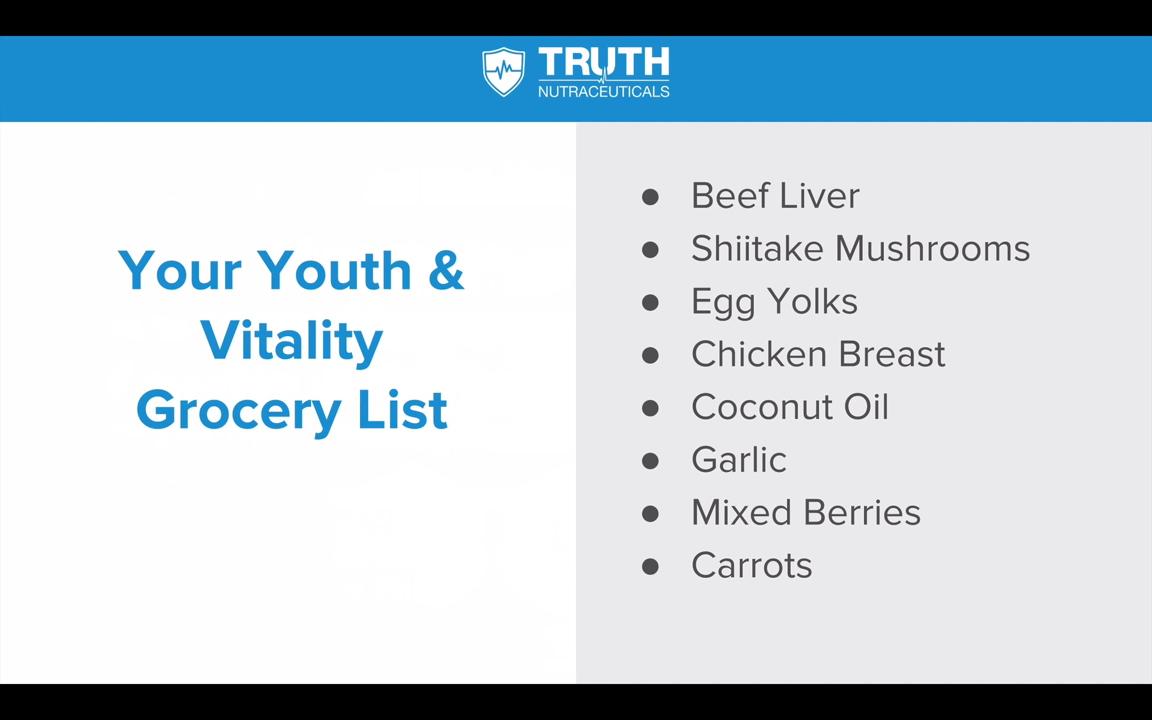 TRUTH
NUTRACEUTICALS
Your Youth &
Vitality
Grocery List
● Beef Liver
● Shiitake Mushrooms
● Egg Yolks
● Chicken Breast
● Coconut Oil
● Garlic
● Mixed Berries
● Carrots